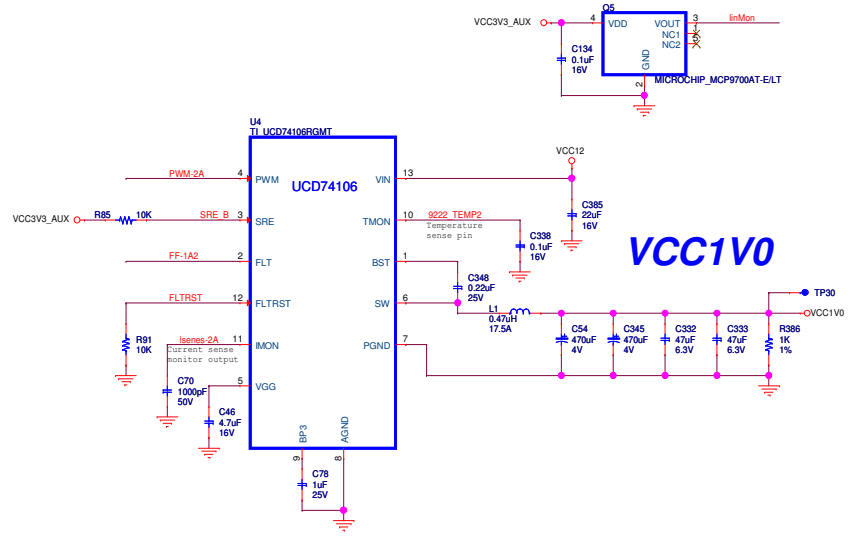 Q5
VCC3V3_AUX
4
VDD
VOUT
3
IinMon
NC1
1
NC2
5
C134
0.1uF
16V
GND
2
MICROCHIP_MCP9700AT-E/LT
U4
TI_UCD74106RGMT
VCC12
PWM-2A
4
PWM
UCD74106
VIN
13
VCC3V3_AUX
R85
10K
SRE_B
3
SRE
TMON
10
9222_TEMP2
Temperature
sense pin
C385
22uF
16V
C338
0.1uF
16V
VCC1V0
FF-1A2
2
FLT
BST
1
C348
0.22uF
25V
FLTRST
12
FLTRST
SW
6
L1
0.47uH
17.5A
TP30
VCC1V0
R91
10K
Isenes-2A
11
IMON
Current sense
monitor output
PGND
7
C54
470uF
4V
C345
470uF
4V
C332
47uF
6.3V
C333
47uF
6.3V
R386
1K
1%
C70
1000pF
50V
5
VGG
C46
4.7uF
16V
BP3
AGND
9
8
C78
1uF
25V